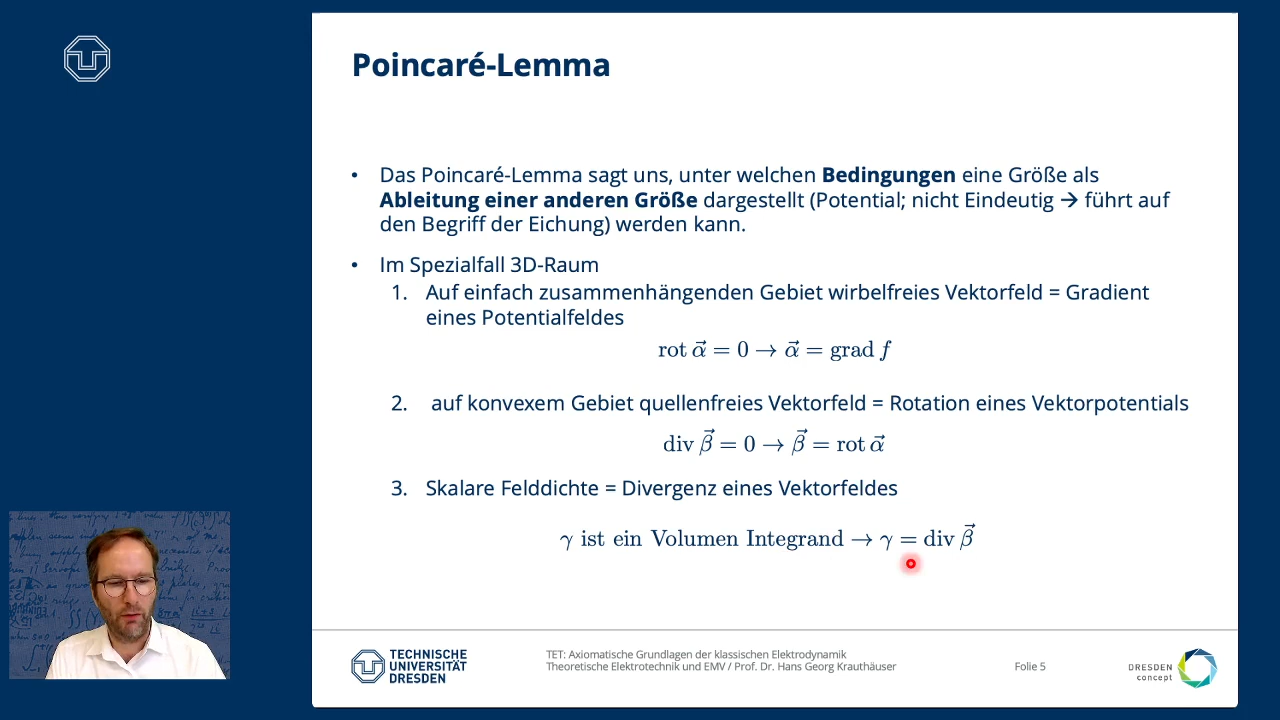 Poincaré-Lemma
• Das Poincaré-Lemma sagt uns, unter welchen Bedingungen eine Größe als
Ableitung einer anderen Größe dargestellt (Potential; nicht Eindeutig → führt auf
den Begriff der Eichung) werden kann.
• Im Spezialfall 3D-Raum
1. Auf einfach zusammenhängenden Gebiet wirbelfreies Vektorfeld = Gradient
eines Potentialfeldes
rot α⃗ = 0 → α⃗ = grad f
2. auf konvexem Gebiet quellenfreies Vektorfeld = Rotation eines Vektorpotentials
div β⃗ = 0 → β⃗ = rot α⃗
3. Skalare Felddichte = Divergenz eines Vektorfeldes
γ ist ein Volumen Integrand → γ = div β⃗
TECHNISCHE
UNIVERSITÄT
DRESDEN
TET: Axiomatische Grundlagen der klassischen Elektrodynamik
Theoretische Elektrotechnik und EMV / Prof. Dr. Hans Georg Krauthäuser
Folie 5
DRESDEN
concept